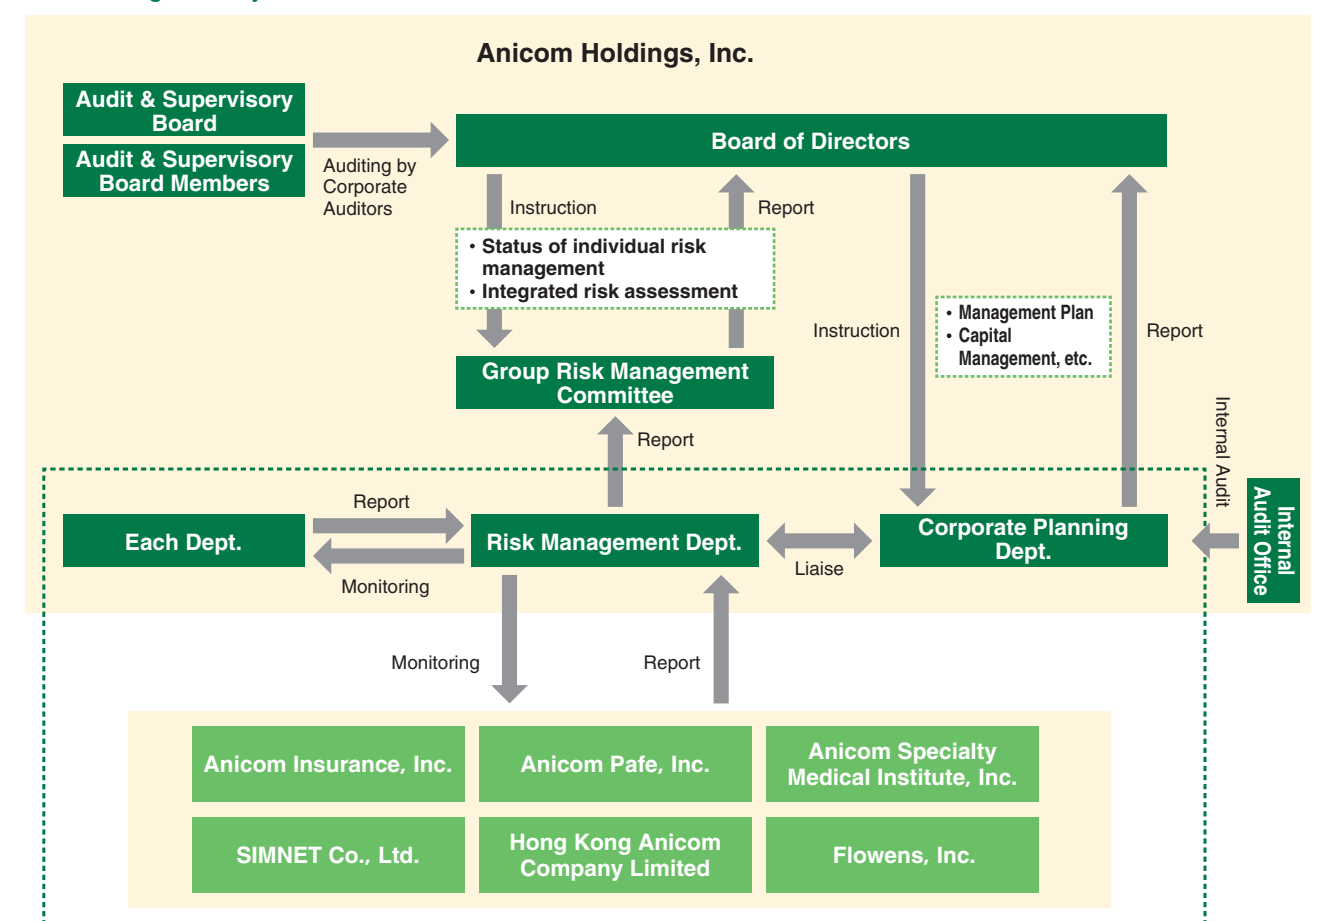 Anicom Holdings, Inc.
Audit & Supervisory
Board
Audit & Supervisory
Board Members
Auditing by
Corporate
Auditors
Board of Directors
Instruction
Report
• Status of individual risk
management
• Integrated risk assessment
Instruction
• Management Plan
• Capital
Management, etc.
Report
Group Risk Management
Committee
Report
Internal Audit
Internal
Audit Office
Each Dept.
Report
Monitoring
Risk Management Dept.
Liaise
Corporate Planning
Dept.
Monitoring
Report
Anicom Insurance, Inc.
Anicom Pafe, Inc.
Anicom Specialty
Medical Institute, Inc.
SIMNET Co., Ltd.
Hong Kong Anicom
Company Limited
Flowens, Inc.